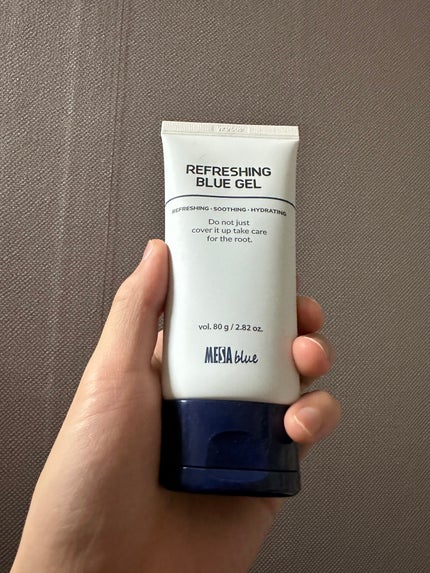 REFRESHING
BLUE GEL
REFRESHING · SOOTHING · HYDRATING
Do not just
cover it up take care
for the root.
vol. 80 g / 2.82 oz.
blue